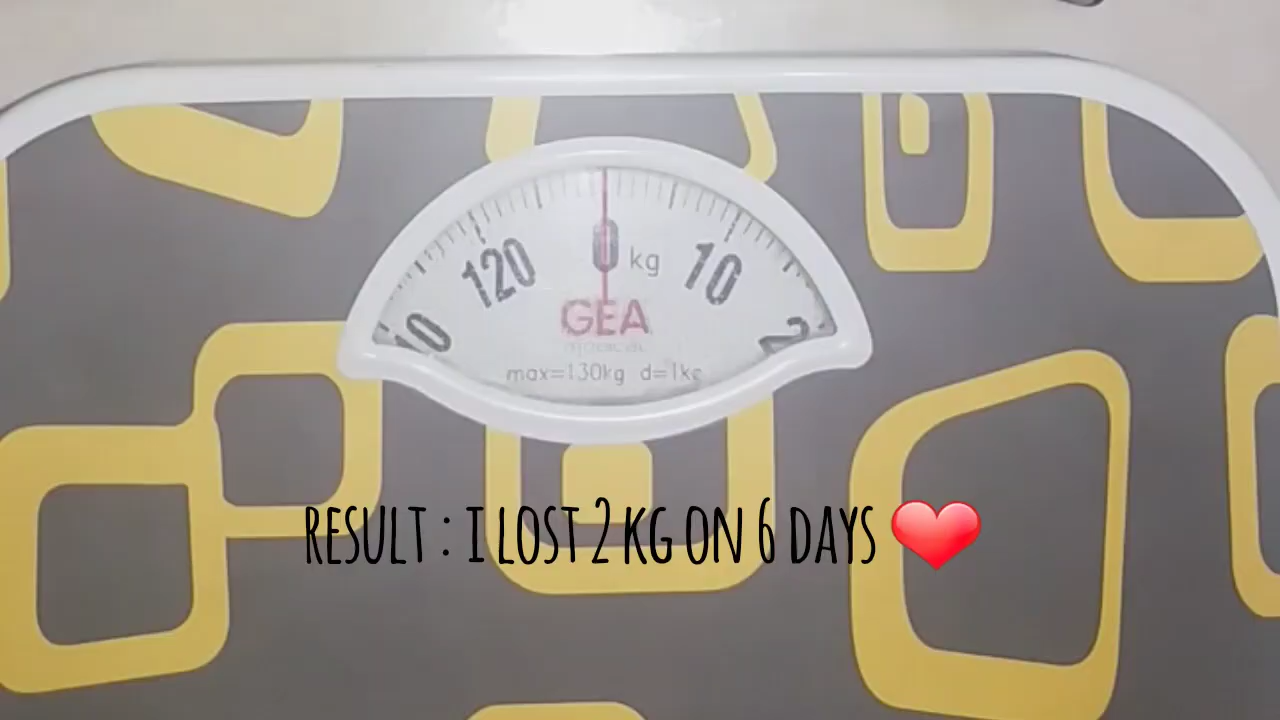 120 0 kg 10
GEA
max=130kg d=1kg
RESULT : I LOST 2 KG ON 6 DAYS ❤